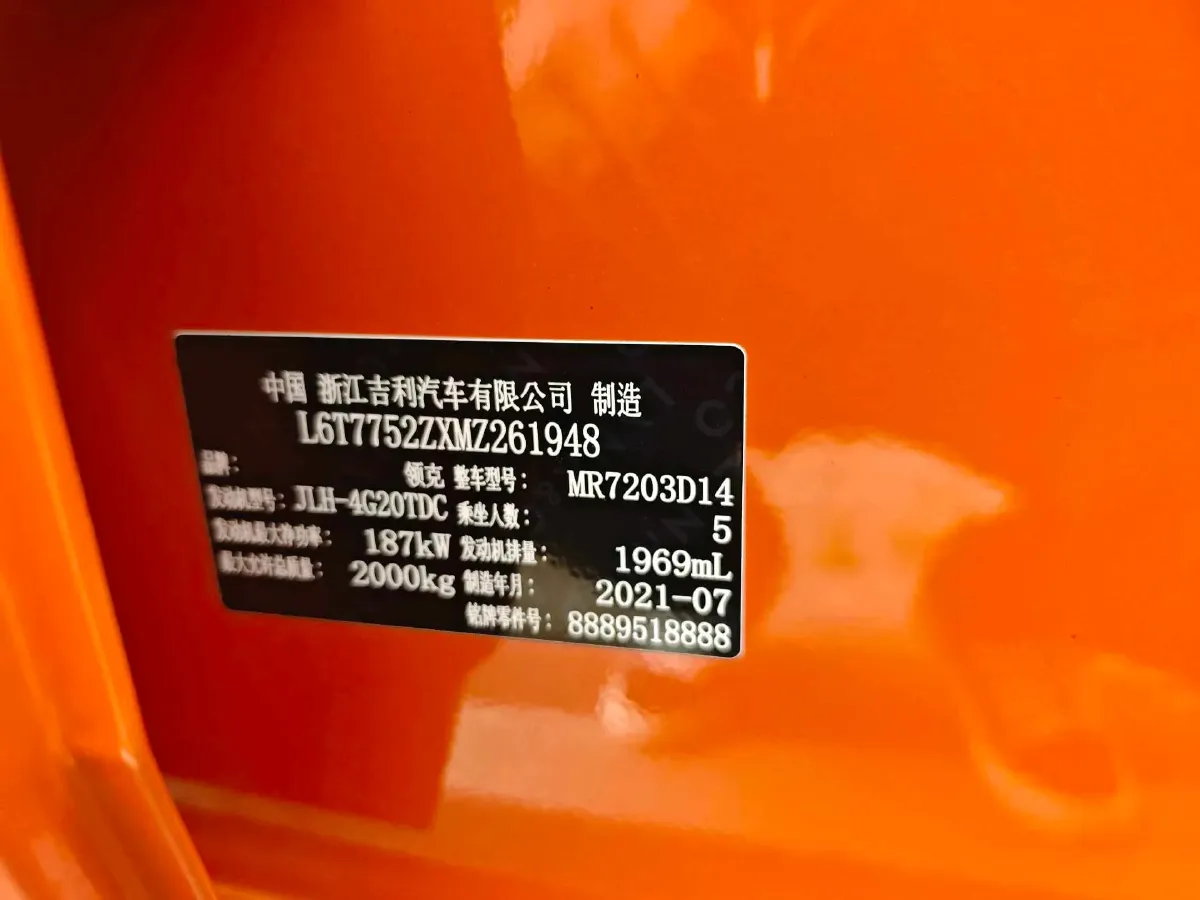 中国 浙江吉利汽车有限公司 制造
L6T7752ZXMZ261948
品牌: 领克 整车型号: MR7203D14
发动机型号: JLH-4G20TDC 乘坐人数: 5
发动机最大净功率: 187kW 发动机排量: 1969mL
最大允许总质量: 2000kg 制造年月: 2021-07
铭牌零件号: 8889518888